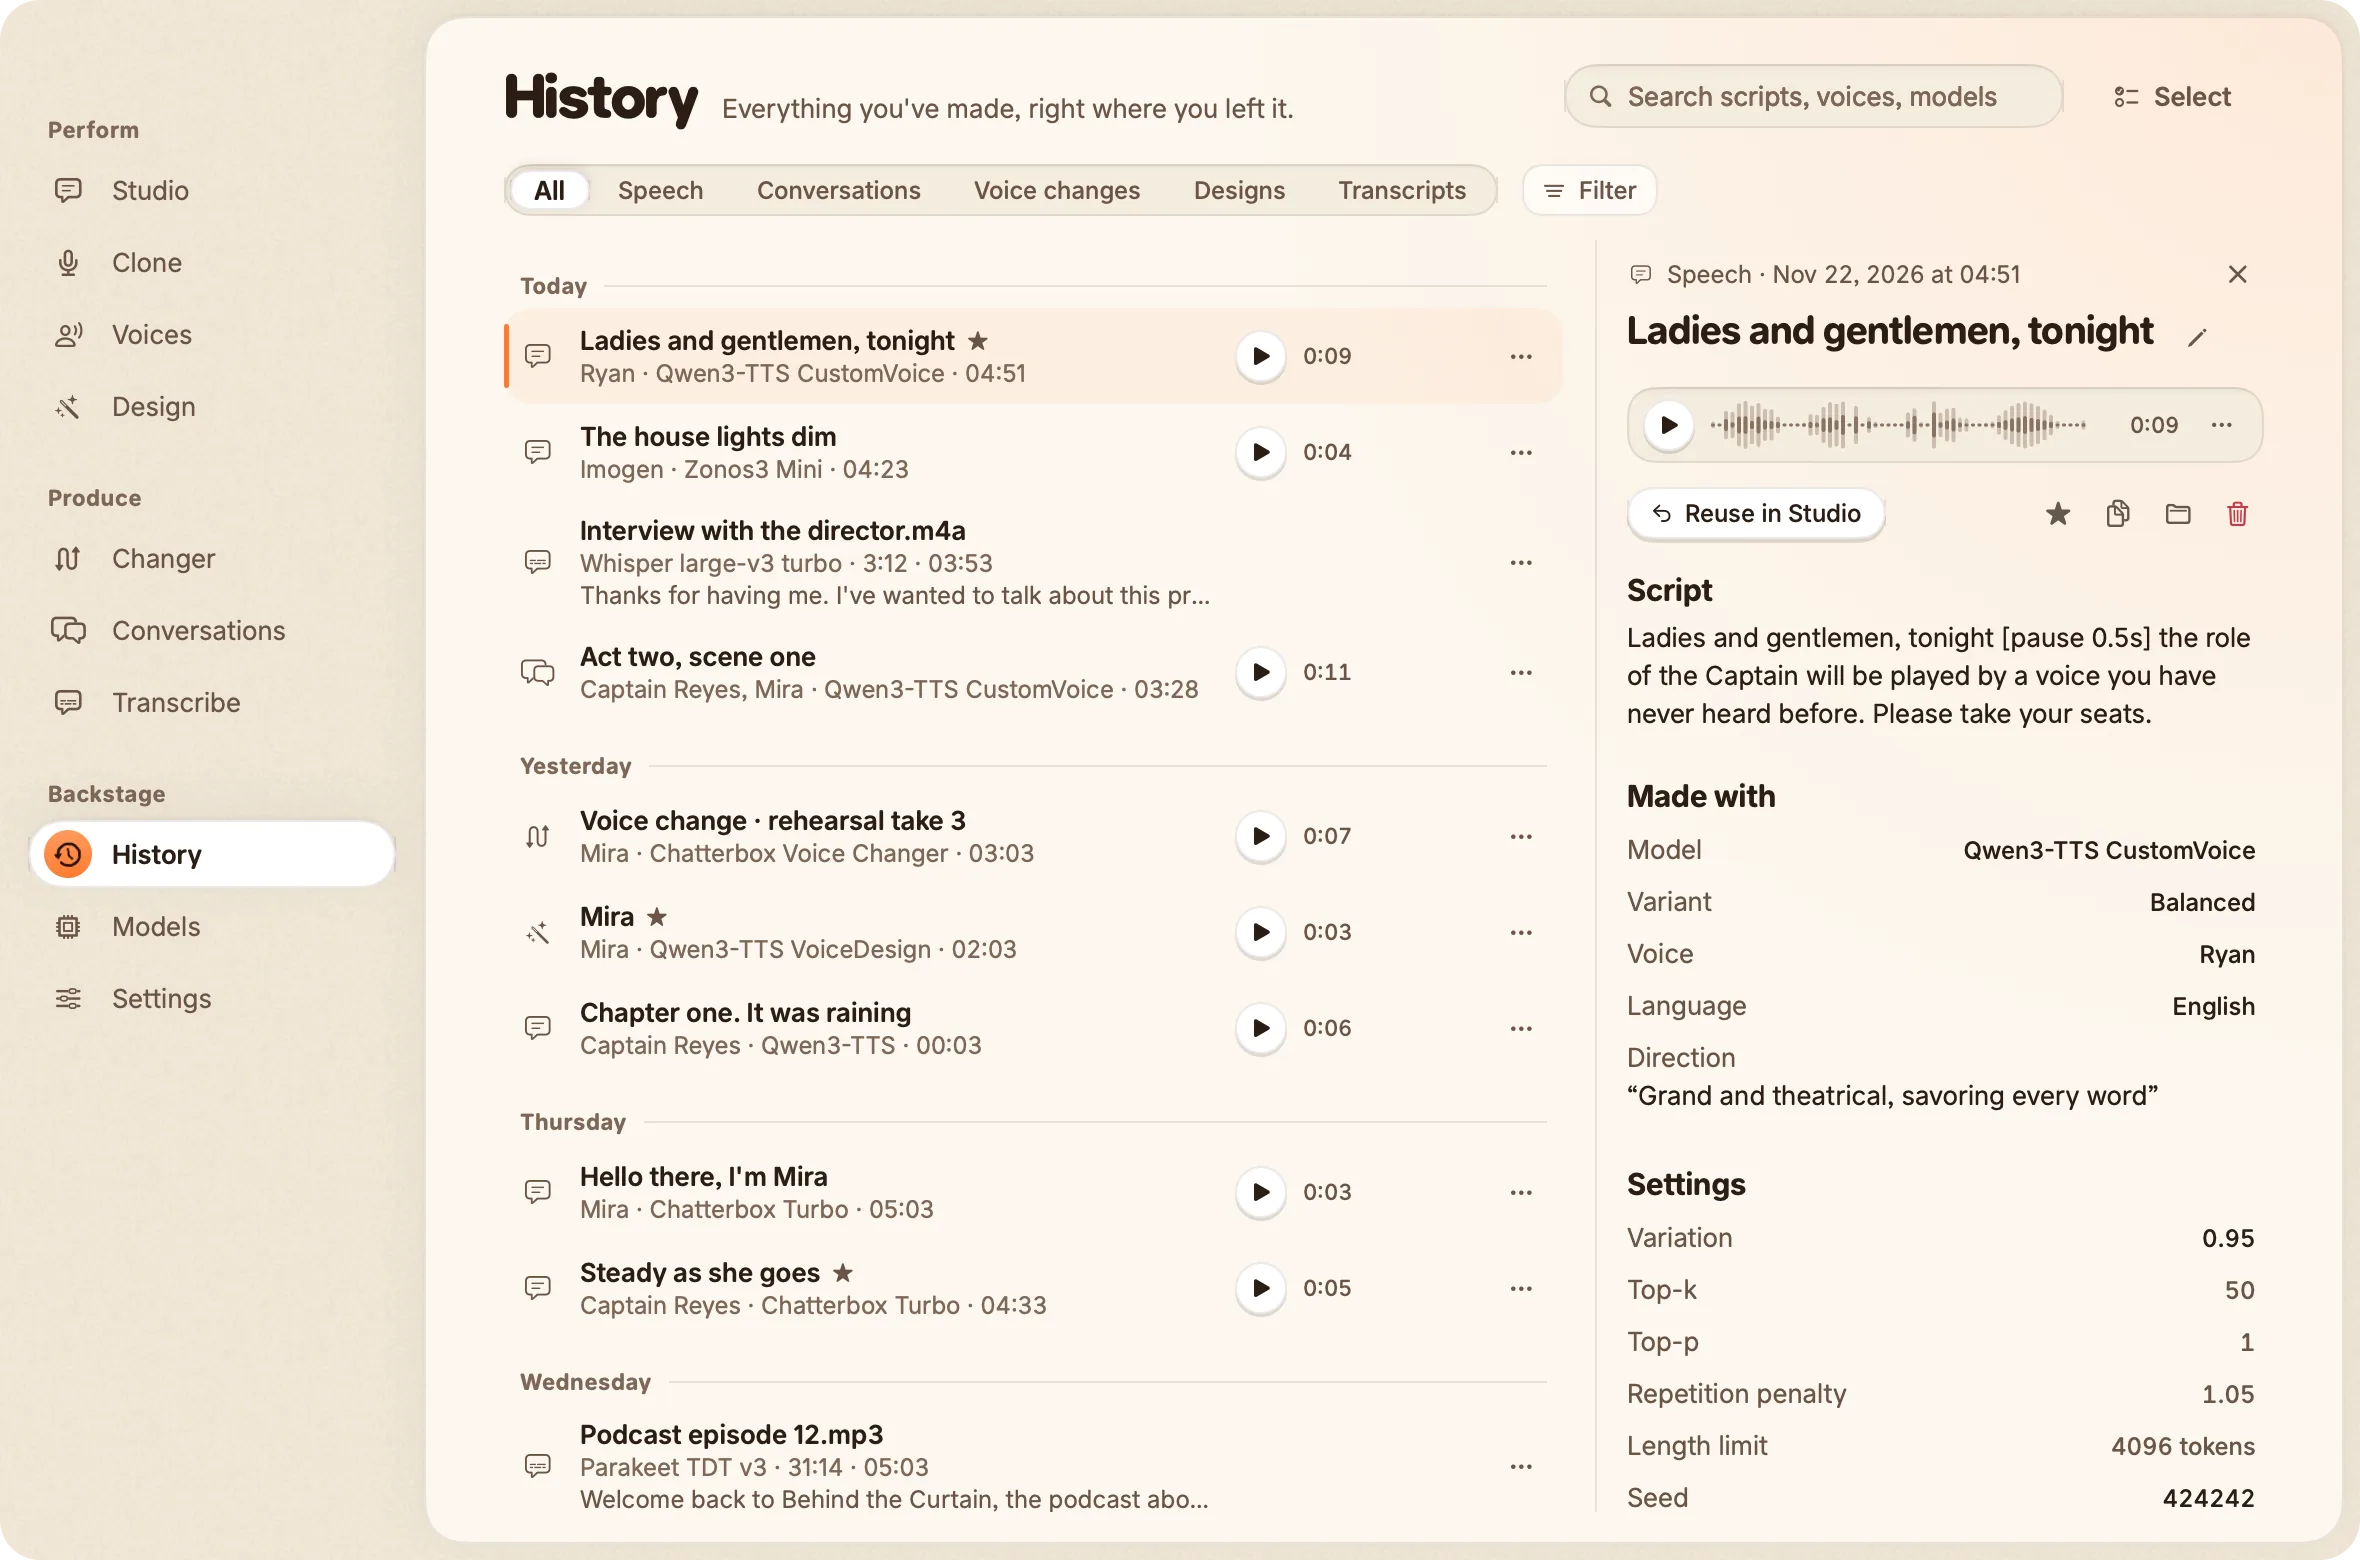 Perform
Studio
Clone
Voices
Design
Produce
Changer
Conversations
Transcribe
Backstage
History
Models
Settings
History
Everything you've made, right where you left it.
Search scripts, voices, models
Select
All
Speech
Conversations
Voice changes
Designs
Transcripts
Filter
Today
Ladies and gentlemen, tonight ★
Ryan · Qwen3-TTS CustomVoice · 04:51
0:09
The house lights dim
Imogen · Zonos3 Mini · 04:23
0:04
Interview with the director.m4a
Whisper large-v3 turbo · 3:12 · 03:53
Thanks for having me. I've wanted to talk about this pr...
Act two, scene one
Captain Reyes, Mira · Qwen3-TTS CustomVoice · 03:28
0:11
Yesterday
Voice change · rehearsal take 3
Mira · Chatterbox Voice Changer · 03:03
0:07
Mira ★
Mira · Qwen3-TTS VoiceDesign · 02:03
0:03
Chapter one. It was raining
Captain Reyes · Qwen3-TTS · 00:03
0:06
Thursday
Hello there, I'm Mira
Mira · Chatterbox Turbo · 05:03
0:03
Steady as she goes ★
Captain Reyes · Chatterbox Turbo · 04:33
0:05
Wednesday
Podcast episode 12.mp3
Parakeet TDT v3 · 31:14 · 05:03
Welcome back to Behind the Curtain, the podcast abo...
Speech · Nov 22, 2026 at 04:51
Ladies and gentlemen, tonight
0:09
Reuse in Studio
Script
Ladies and gentlemen, tonight [pause 0.5s] the role
of the Captain will be played by a voice you have
never heard before. Please take your seats.
Made with
Model Qwen3-TTS CustomVoice
Variant Balanced
Voice Ryan
Language English
Direction
“Grand and theatrical, savoring every word”
Settings
Variation 0.95
Top-k 50
Top-p 1
Repetition penalty 1.05
Length limit 4096 tokens
Seed 424242